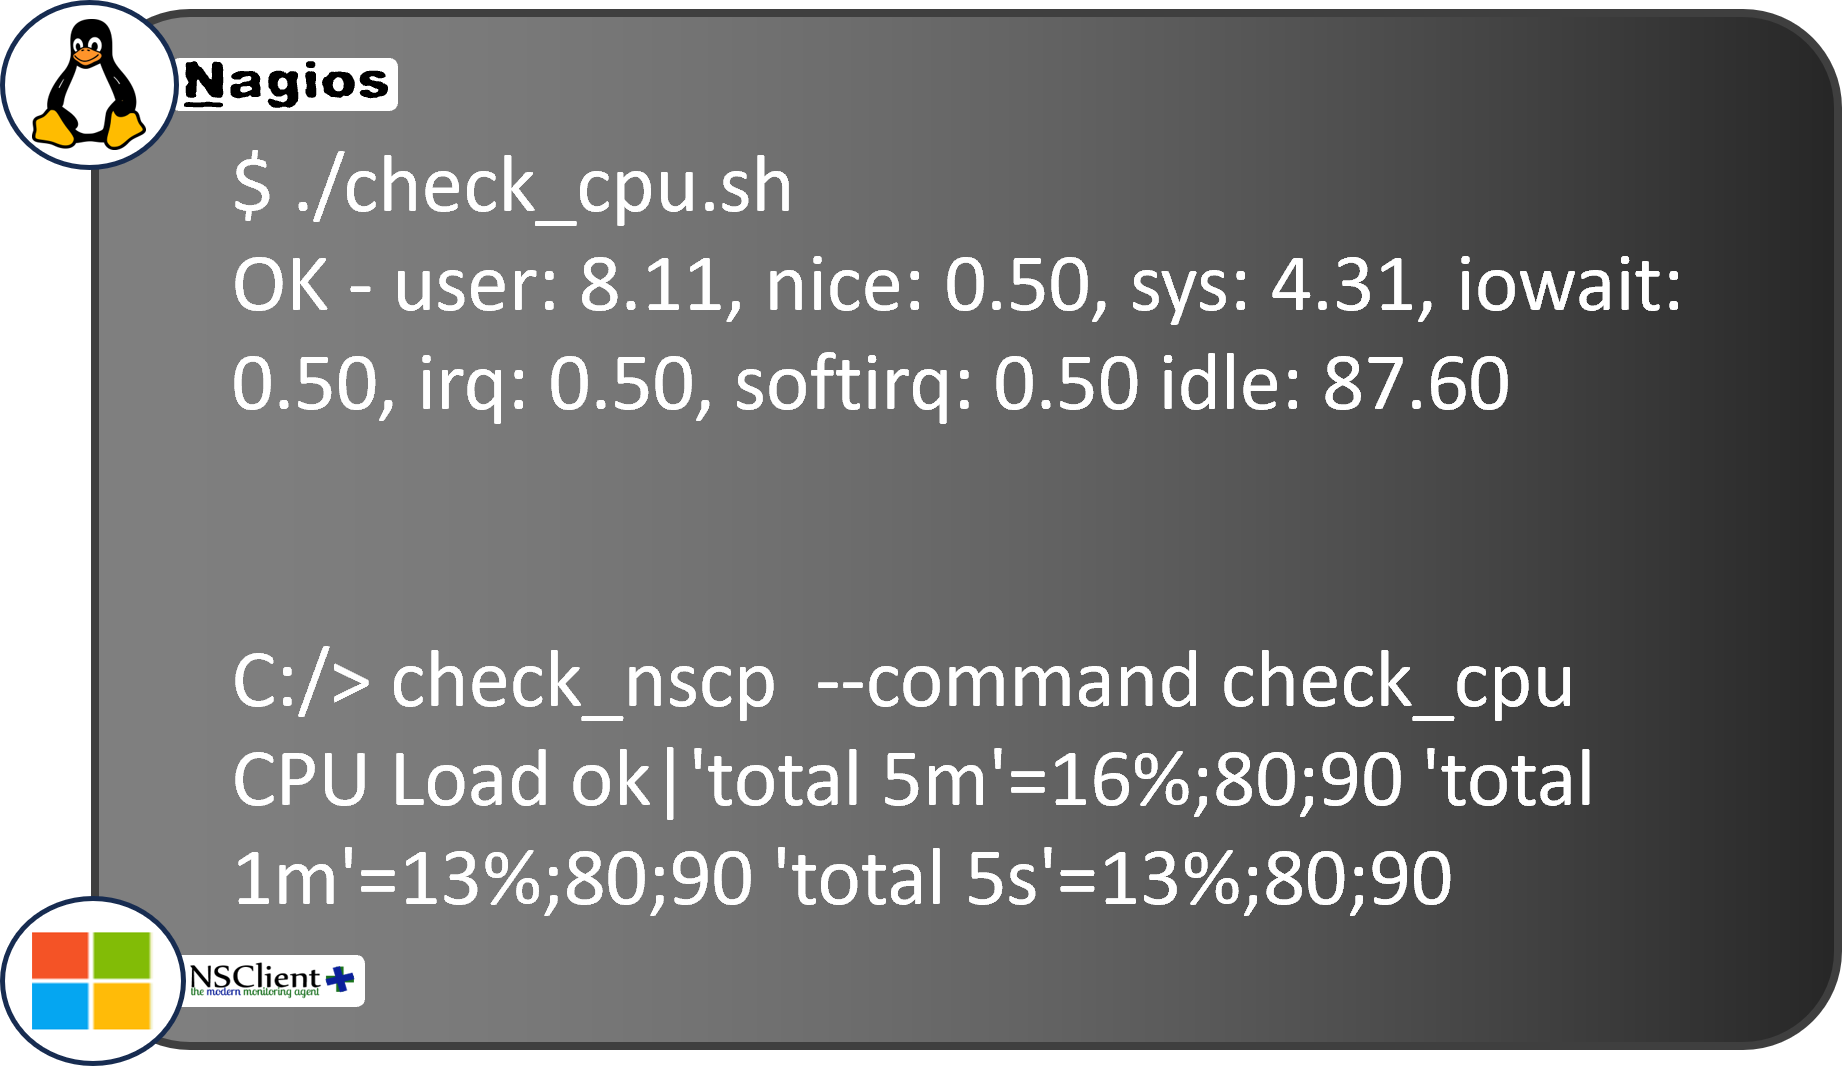 Nagios
$ ./check_cpu.sh
OK - user: 8.11, nice: 0.50, sys: 4.31, iowait:
0.50, irq: 0.50, softirq: 0.50 idle: 87.60
C:/> check_nscp  --command check_cpu
CPU Load ok|'total 5m'=16%;80;90 'total
1m'=13%;80;90 'total 5s'=13%;80;90
NSClient
the modern monitoring agent